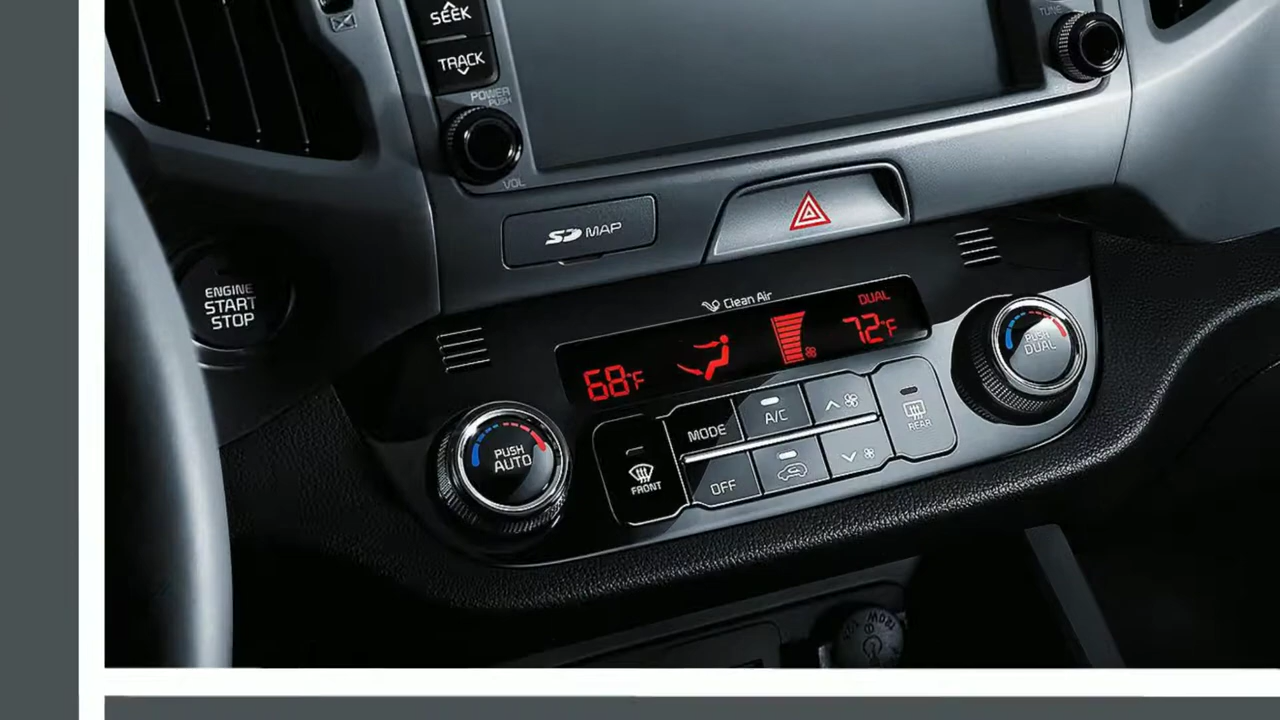 SEEK
TRACK
POWER
PUSH
VOL
TUNE
SD MAP
ENGINE
START
STOP
Clean Air
68°F
DUAL
72°F
PUSH
AUTO
PUSH
DUAL
FRONT
MODE
A/C
OFF
REAR